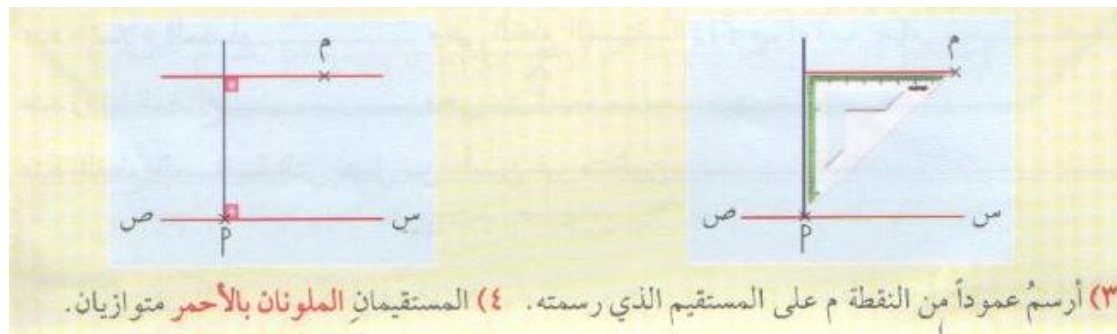 م
م
س
ص
س
ص
م
م
٣) أرسمُ عموداً من النقطة م على المستقيم الذي رسمته. ٤) المستقيمانِ الملونان بالأحمر متوازيان.